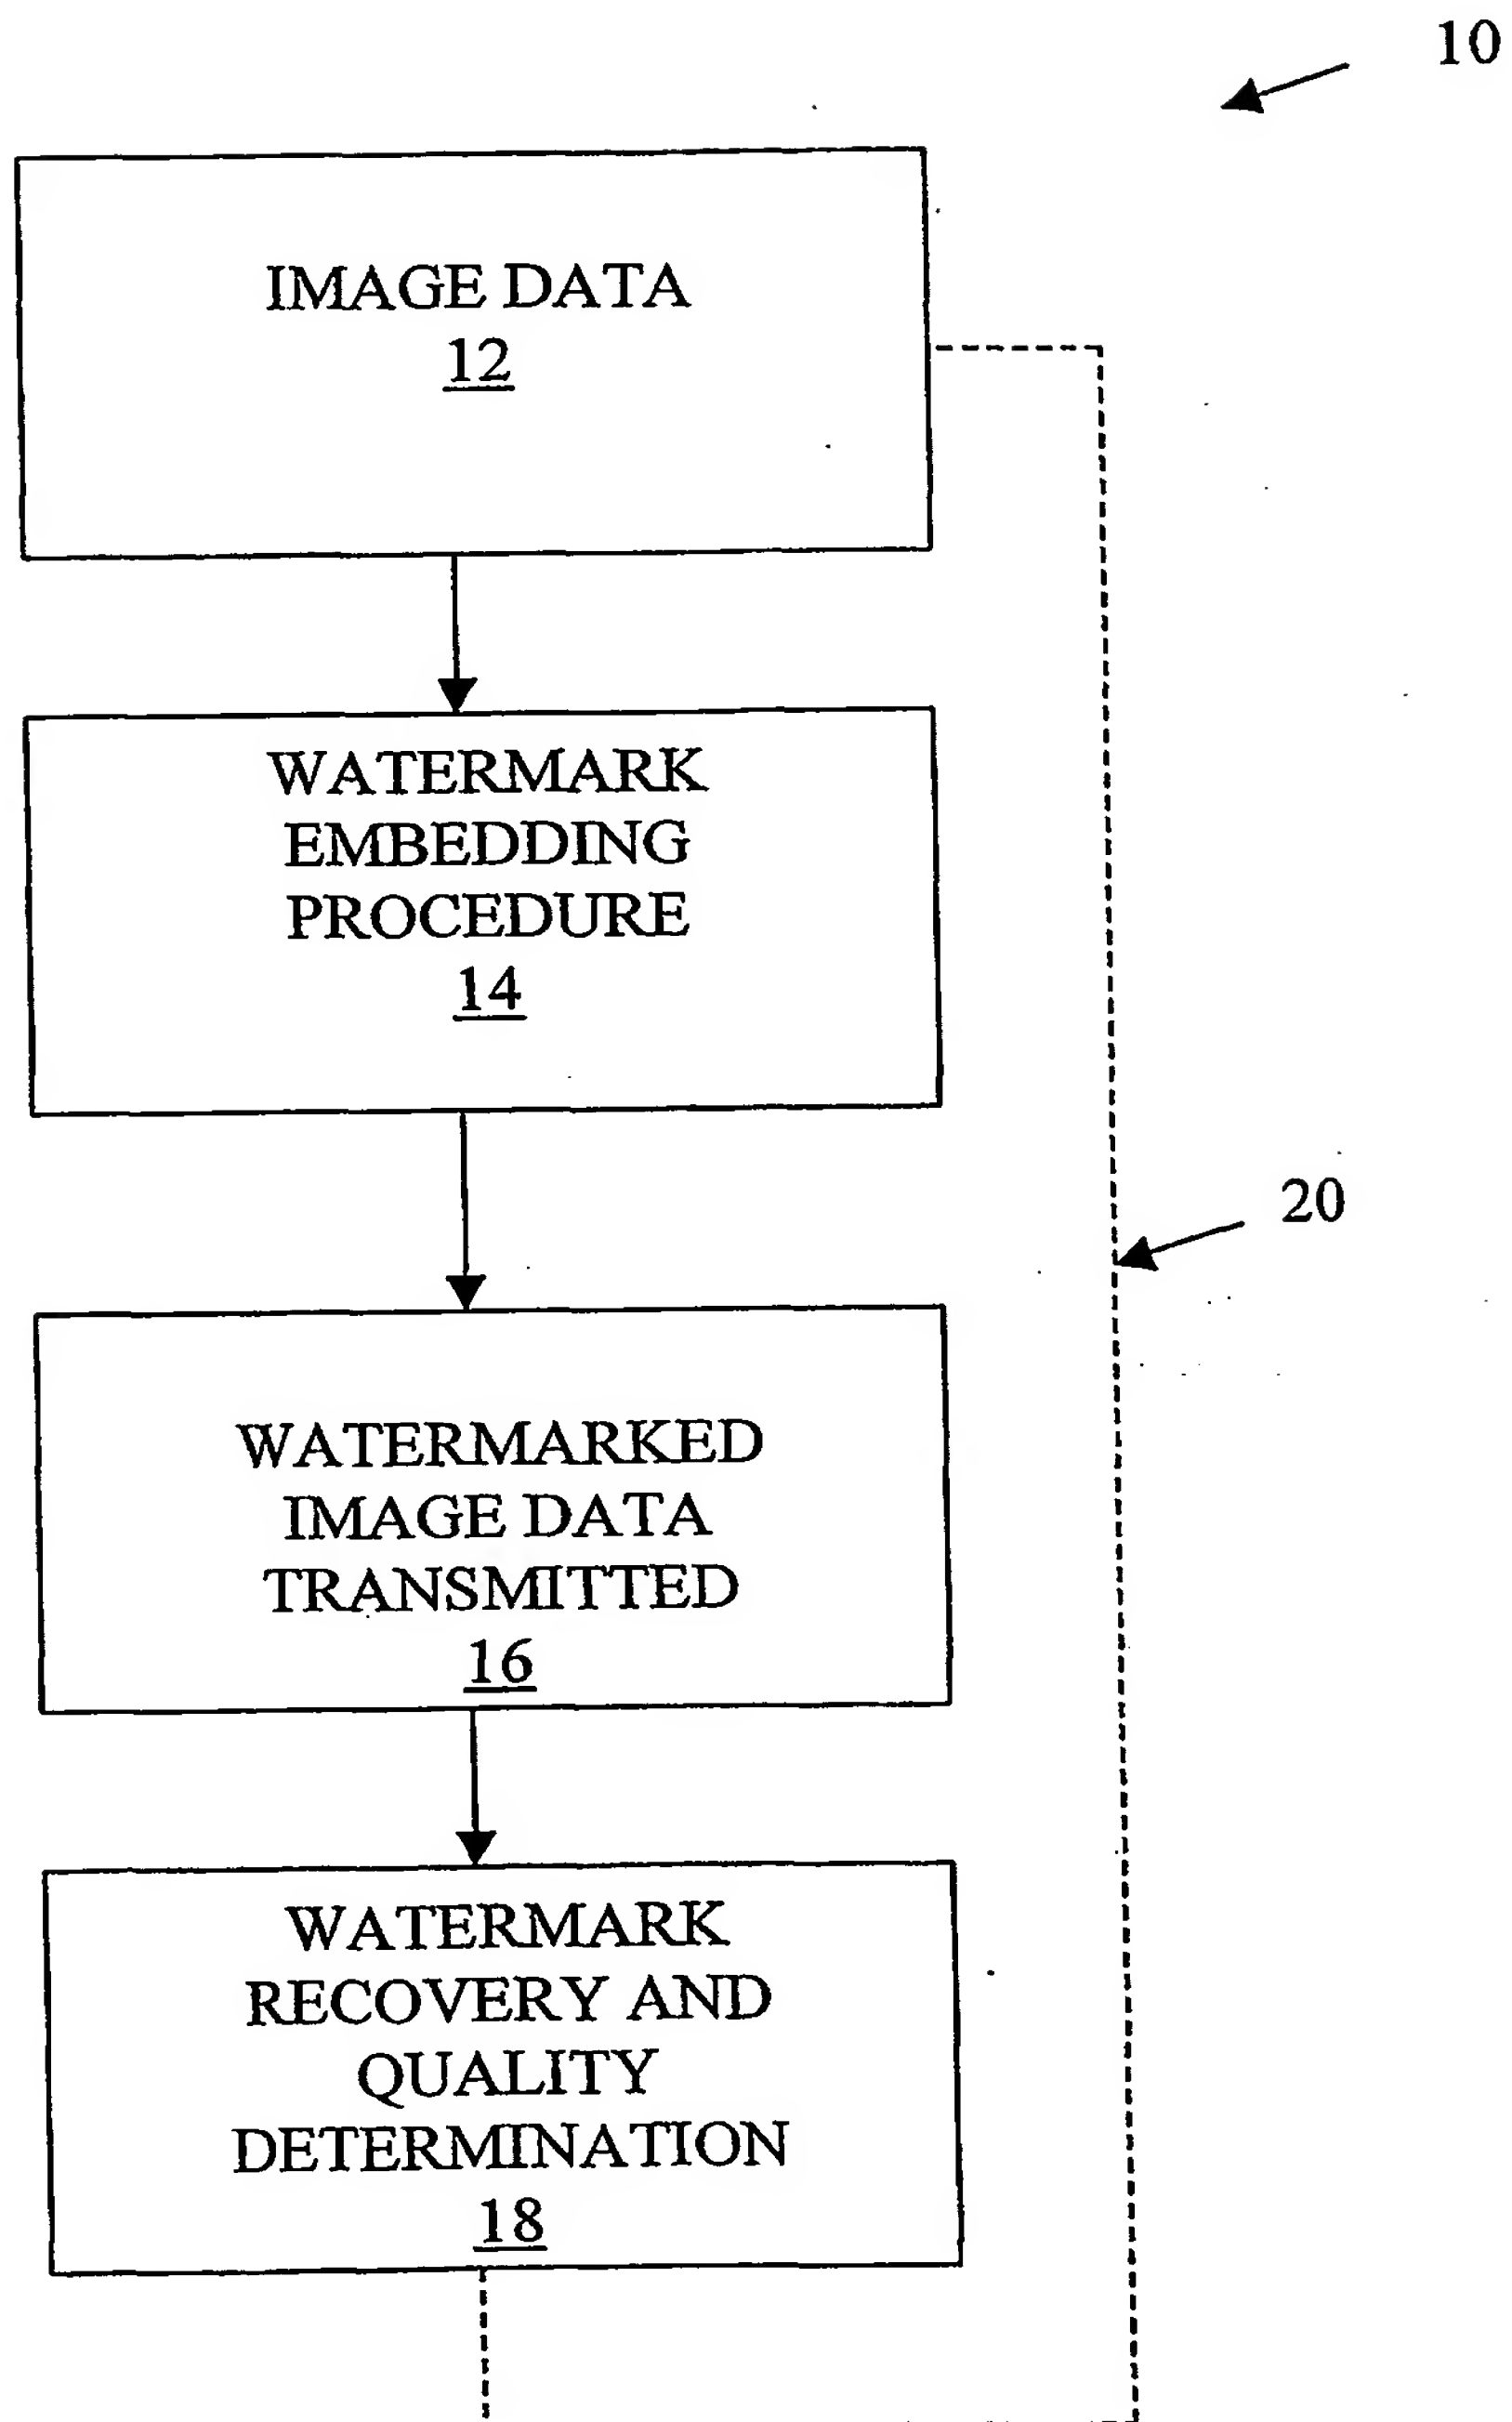 10
IMAGE DATA
12
WATERMARK
EMBEDDING
PROCEDURE
14
20
WATERMARKED
IMAGE DATA
TRANSMITTED
16
WATERMARK
RECOVERY AND
QUALITY
DETERMINATION
18